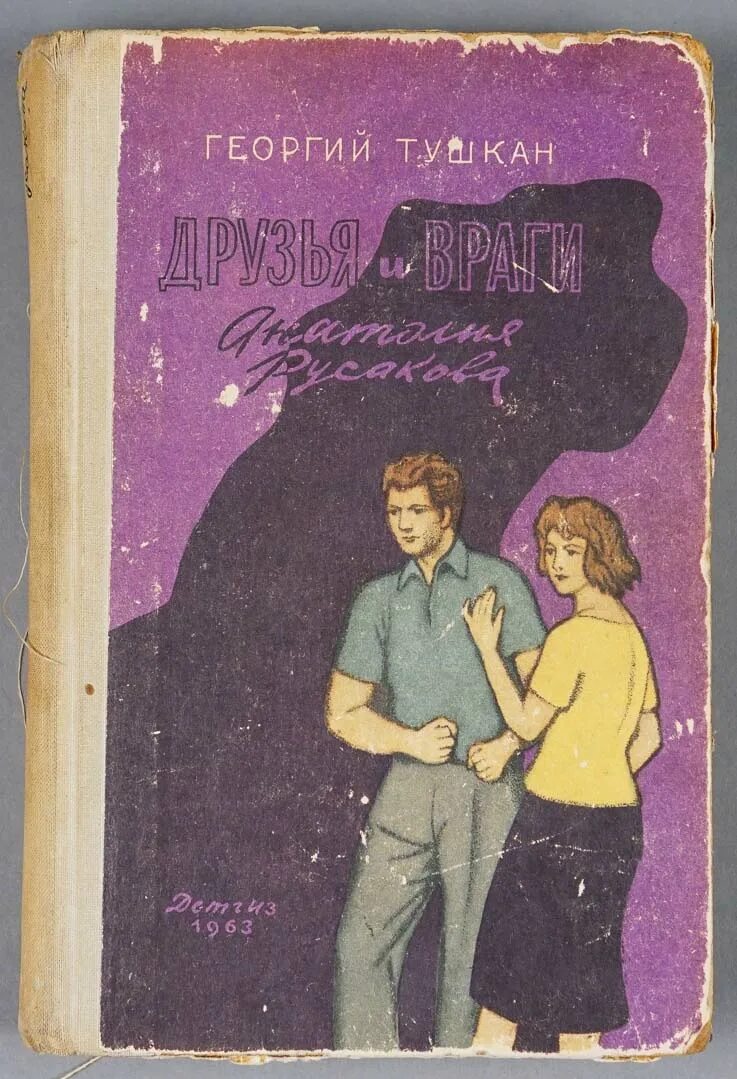 ГЕОРГИЙ ТУШКАН
ДРУЗЬЯ и ВРАГИ
Анатолия
Русакова
Детгиз
1963